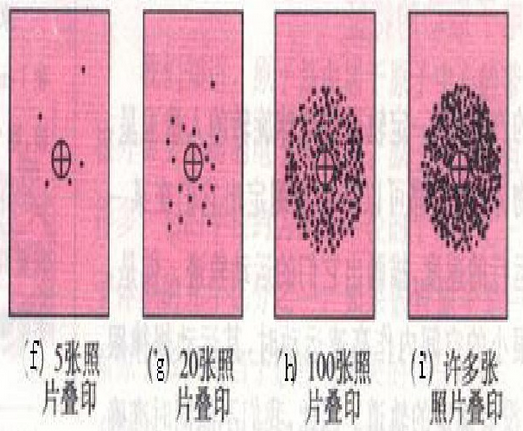 (f) 5张照
片叠印
(g) 20张照
片叠印
(h) 100张照
片叠印
(i) 许多张
照片叠印